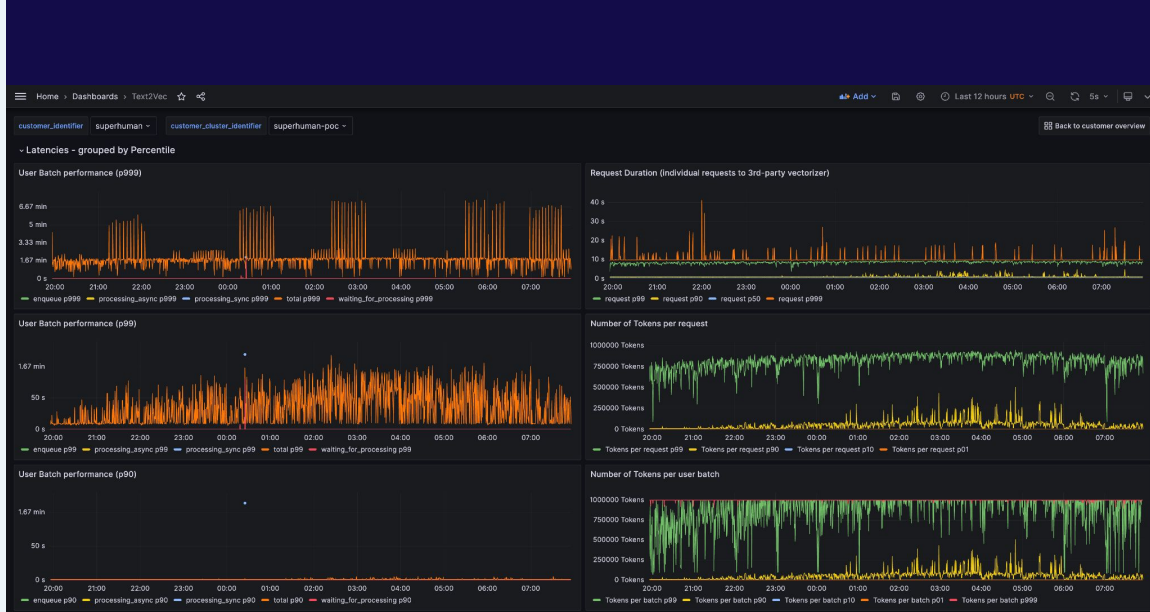 Home › Dashboards › Text2Vec
Add
Last 12 hours UTC
5s
customer_identifier
superhuman
customer_cluster_identifier
superhuman-poc
Back to customer overview
Latencies - grouped by Percentile
User Batch performance (p999)
6.67 min
5 min
3.33 min
1.67 min
0 s
20:00 21:00 22:00 23:00 00:00 01:00 02:00 03:00 04:00 05:00 06:00 07:00
enqueue p999 processing_async p999 processing_sync p999 total p999 waiting_for_processing p999
Request Duration (individual requests to 3rd-party vectorizer)
40 s
30 s
20 s
10 s
0 s
20:00 21:00 22:00 23:00 00:00 01:00 02:00 03:00 04:00 05:00 06:00 07:00
request p99 request p90 request p50 request p999
User Batch performance (p99)
1.67 min
50 s
0 s
20:00 21:00 22:00 23:00 00:00 01:00 02:00 03:00 04:00 05:00 06:00 07:00
enqueue p99 processing_async p99 processing_sync p99 total p99 waiting_for_processing p99
Number of Tokens per request
1000000 Tokens
750000 Tokens
500000 Tokens
250000 Tokens
0 Tokens
20:00 21:00 22:00 23:00 00:00 01:00 02:00 03:00 04:00 05:00 06:00 07:00
Tokens per request p99 Tokens per request p90 Tokens per request p10 Tokens per request p01
User Batch performance (p90)
1.67 min
50 s
0 s
20:00 21:00 22:00 23:00 00:00 01:00 02:00 03:00 04:00 05:00 06:00 07:00
enqueue p90 processing_async p90 processing_sync p90 total p90 waiting_for_processing p90
Number of Tokens per user batch
1000000 Tokens
750000 Tokens
500000 Tokens
250000 Tokens
0 Tokens
20:00 21:00 22:00 23:00 00:00 01:00 02:00 03:00 04:00 05:00 06:00 07:00
Tokens per batch p99 Tokens per batch p90 Tokens per batch p10 Tokens per batch p01 Tokens per batch p999